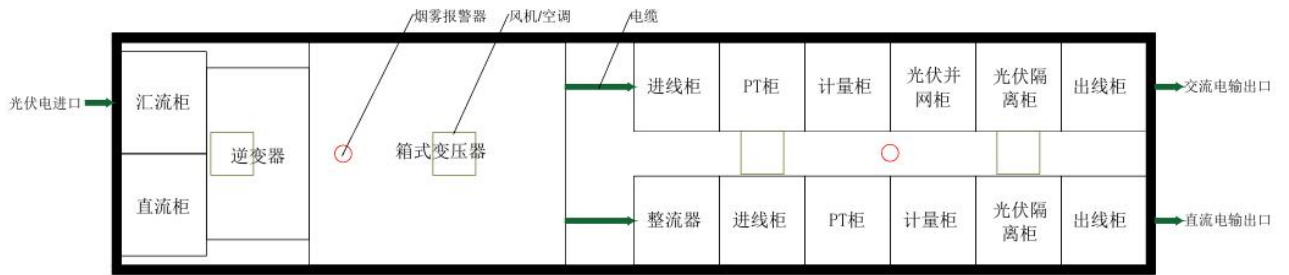 烟雾报警器
风机/空调
电缆
光伏电进口
汇流柜
直流柜
逆变器
箱式变压器
进线柜
PT柜
计量柜
光伏并
网柜
光伏隔
离柜
出线柜
交流电输出口
整流器
进线柜
PT柜
计量柜
光伏隔
离柜
出线柜
直流电输出口